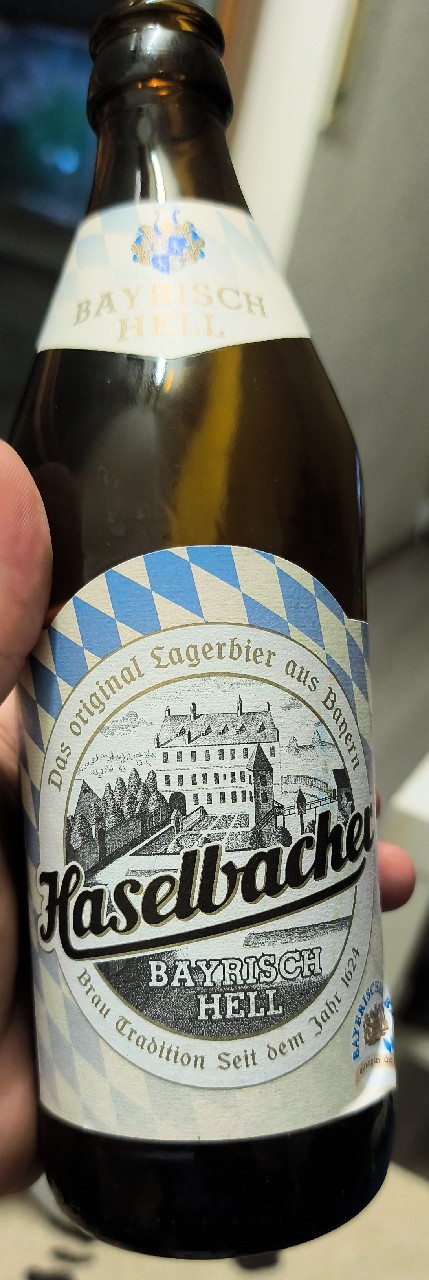 BAYRISCH
HELL
Das original Lagerbier aus Bayern
Haselbacher
BAYRISCH
HELL
Brau Tradition Seit dem Jahr 1624